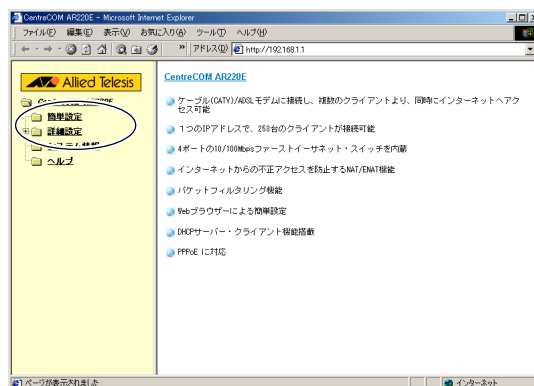 CentreCOM AR220E - Microsoft Internet Explorer
ファイル(F) 編集(E) 表示(V) お気に入り(A) ツール(T) ヘルプ(H)
» アドレス(D) http://192.168.1.1
Allied Telesis
簡単設定
詳細設定
ヘルプ
CentreCOM AR220E
ケーブル(CATV)/ADSLモデムに接続し、複数のクライアントより、同時にインターネットへアク
セス可能
1つのIPアドレスで、253台のクライアントが接続可能
4ポートの10/100Mbpsファーストイーサネット・スイッチを内蔵
インターネットからの不正アクセスを防止するNAT/ENAT機能
パケットフィルタリング機能
Webブラウザーによる簡単設定
DHCPサーバー・クライアント機能搭載
PPPoE に対応
ページが表示されました
インターネット